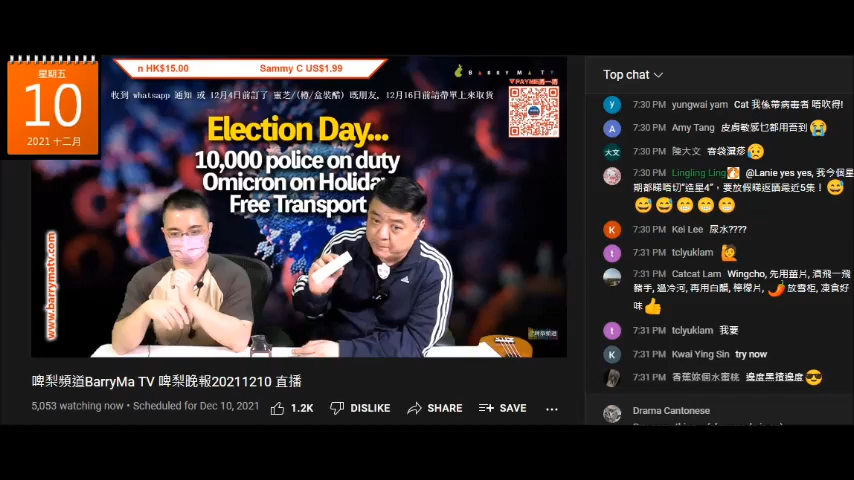 星期五
10
2021 十二月
n HK$15.00 Sammy C US$1.99
BARRY MA TV
收到 whatsapp 通知 或 12月4日前訂了 靈芝/(樽/盒裝醋) 既朋友, 12月16日前請帶單上來取貨
Election Day...
10,000 police on duty
Omicron on Holida
Free Transport
www.barrymatv.com
啤梨頻道BarryMa TV 啤梨晚報20211210 直播
5,053 watching now • Scheduled for Dec 10, 2021
1.2K DISLIKE SHARE SAVE ...
Top chat
y 7:30 PM yungwai yam Cat 我係帶病毒者 唔吹得!
A 7:30 PM Amy Tang 皮膚敏感乜都用吾到😭
大文 7:30 PM 陳大文 春袋濕疹😥
7:30 PM Lingling Ling @Lanie yes yes, 我今個星
期都睇唔切"造星4"，要放假睇返晒最近5集！😅
😅😅😁😁😁
K 7:30 PM Kei Lee 尿水????
t 7:31 PM tclyuklam 🙋
7:31 PM Catcat Lam Wingcho, 先用苗片, 酒飛一飛
豬手, 過冷河, 再用白醋, 檸檬片, 🌶放雪柜, 凍食好
味👍
t 7:31 PM tclyuklam 我要
K 7:31 PM Kwai Ying Sin try now
7:31 PM 香蕉妳個水蜜桃 邊度黑揸邊度😎
Drama Cantonese